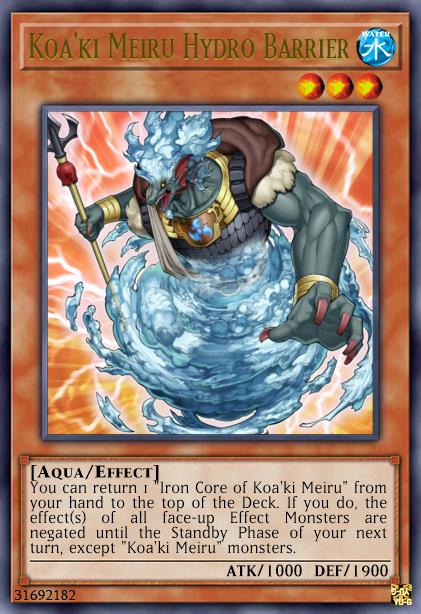 Koa'ki Meiru Hydro Barrier
WATER
水
[Aqua/Effect]
You can return 1 "Iron Core of Koa'ki Meiru" from
your hand to the top of the Deck. If you do, the
effect(s) of all face-up Effect Monsters are
negated until the Standby Phase of your next
turn, except "Koa'ki Meiru" monsters.
ATK/1000 DEF/1900
31692182